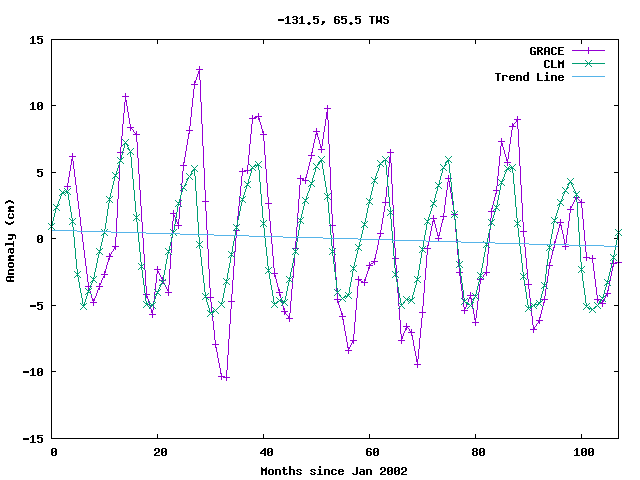 -131.5, 65.5 TWS
GRACE
CLM
Trend Line
15
10
5
0
-5
-10
-15
Anomaly (cm)
0 20 40 60 80 100
Months since Jan 2002